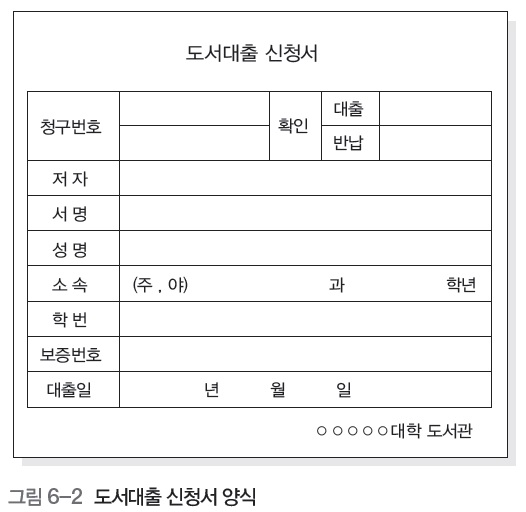 도서대출 신청서
청구번호 확인 대출
반납
저 자
서 명
성 명
소 속 (주 , 야) 과 학년
학 번
보증번호
대출일 년 월 일
○○○○○대학 도서관
그림 6-2 도서대출 신청서 양식